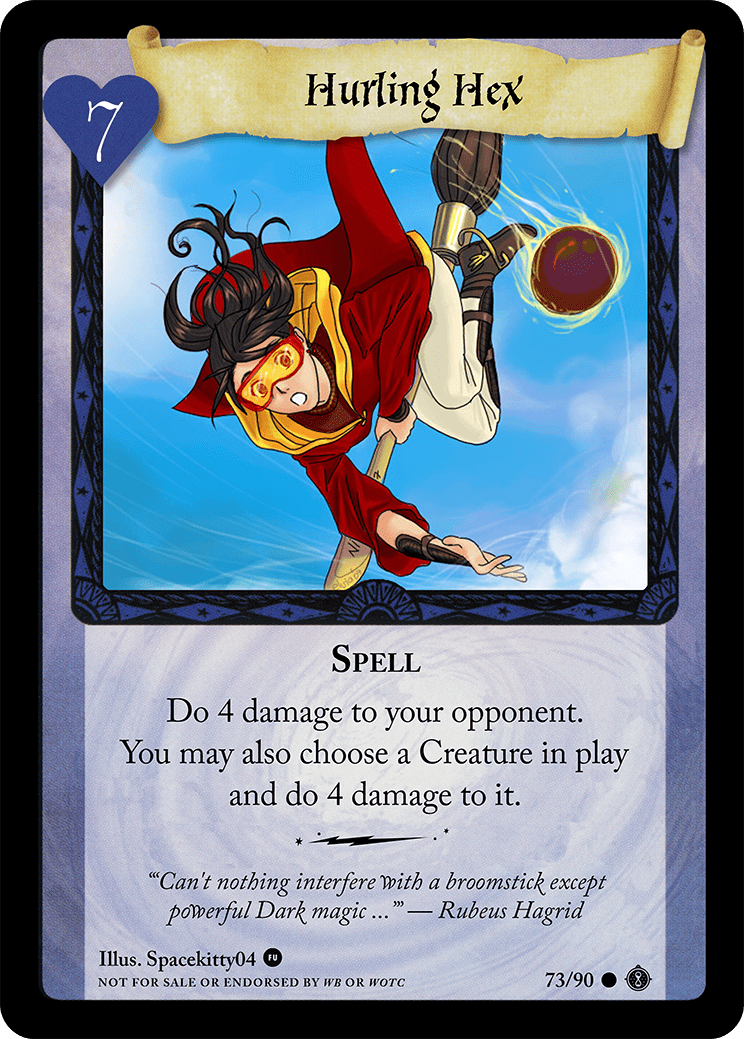 Hurling Hex
7
SPELL
Do 4 damage to your opponent.
You may also choose a Creature in play
and do 4 damage to it.
"'Can't nothing interfere with a broomstick except
powerful Dark magic ...'" — Rubeus Hagrid
Illus. Spacekitty04 FU
NOT FOR SALE OR ENDORSED BY WB OR WOTC
73/90